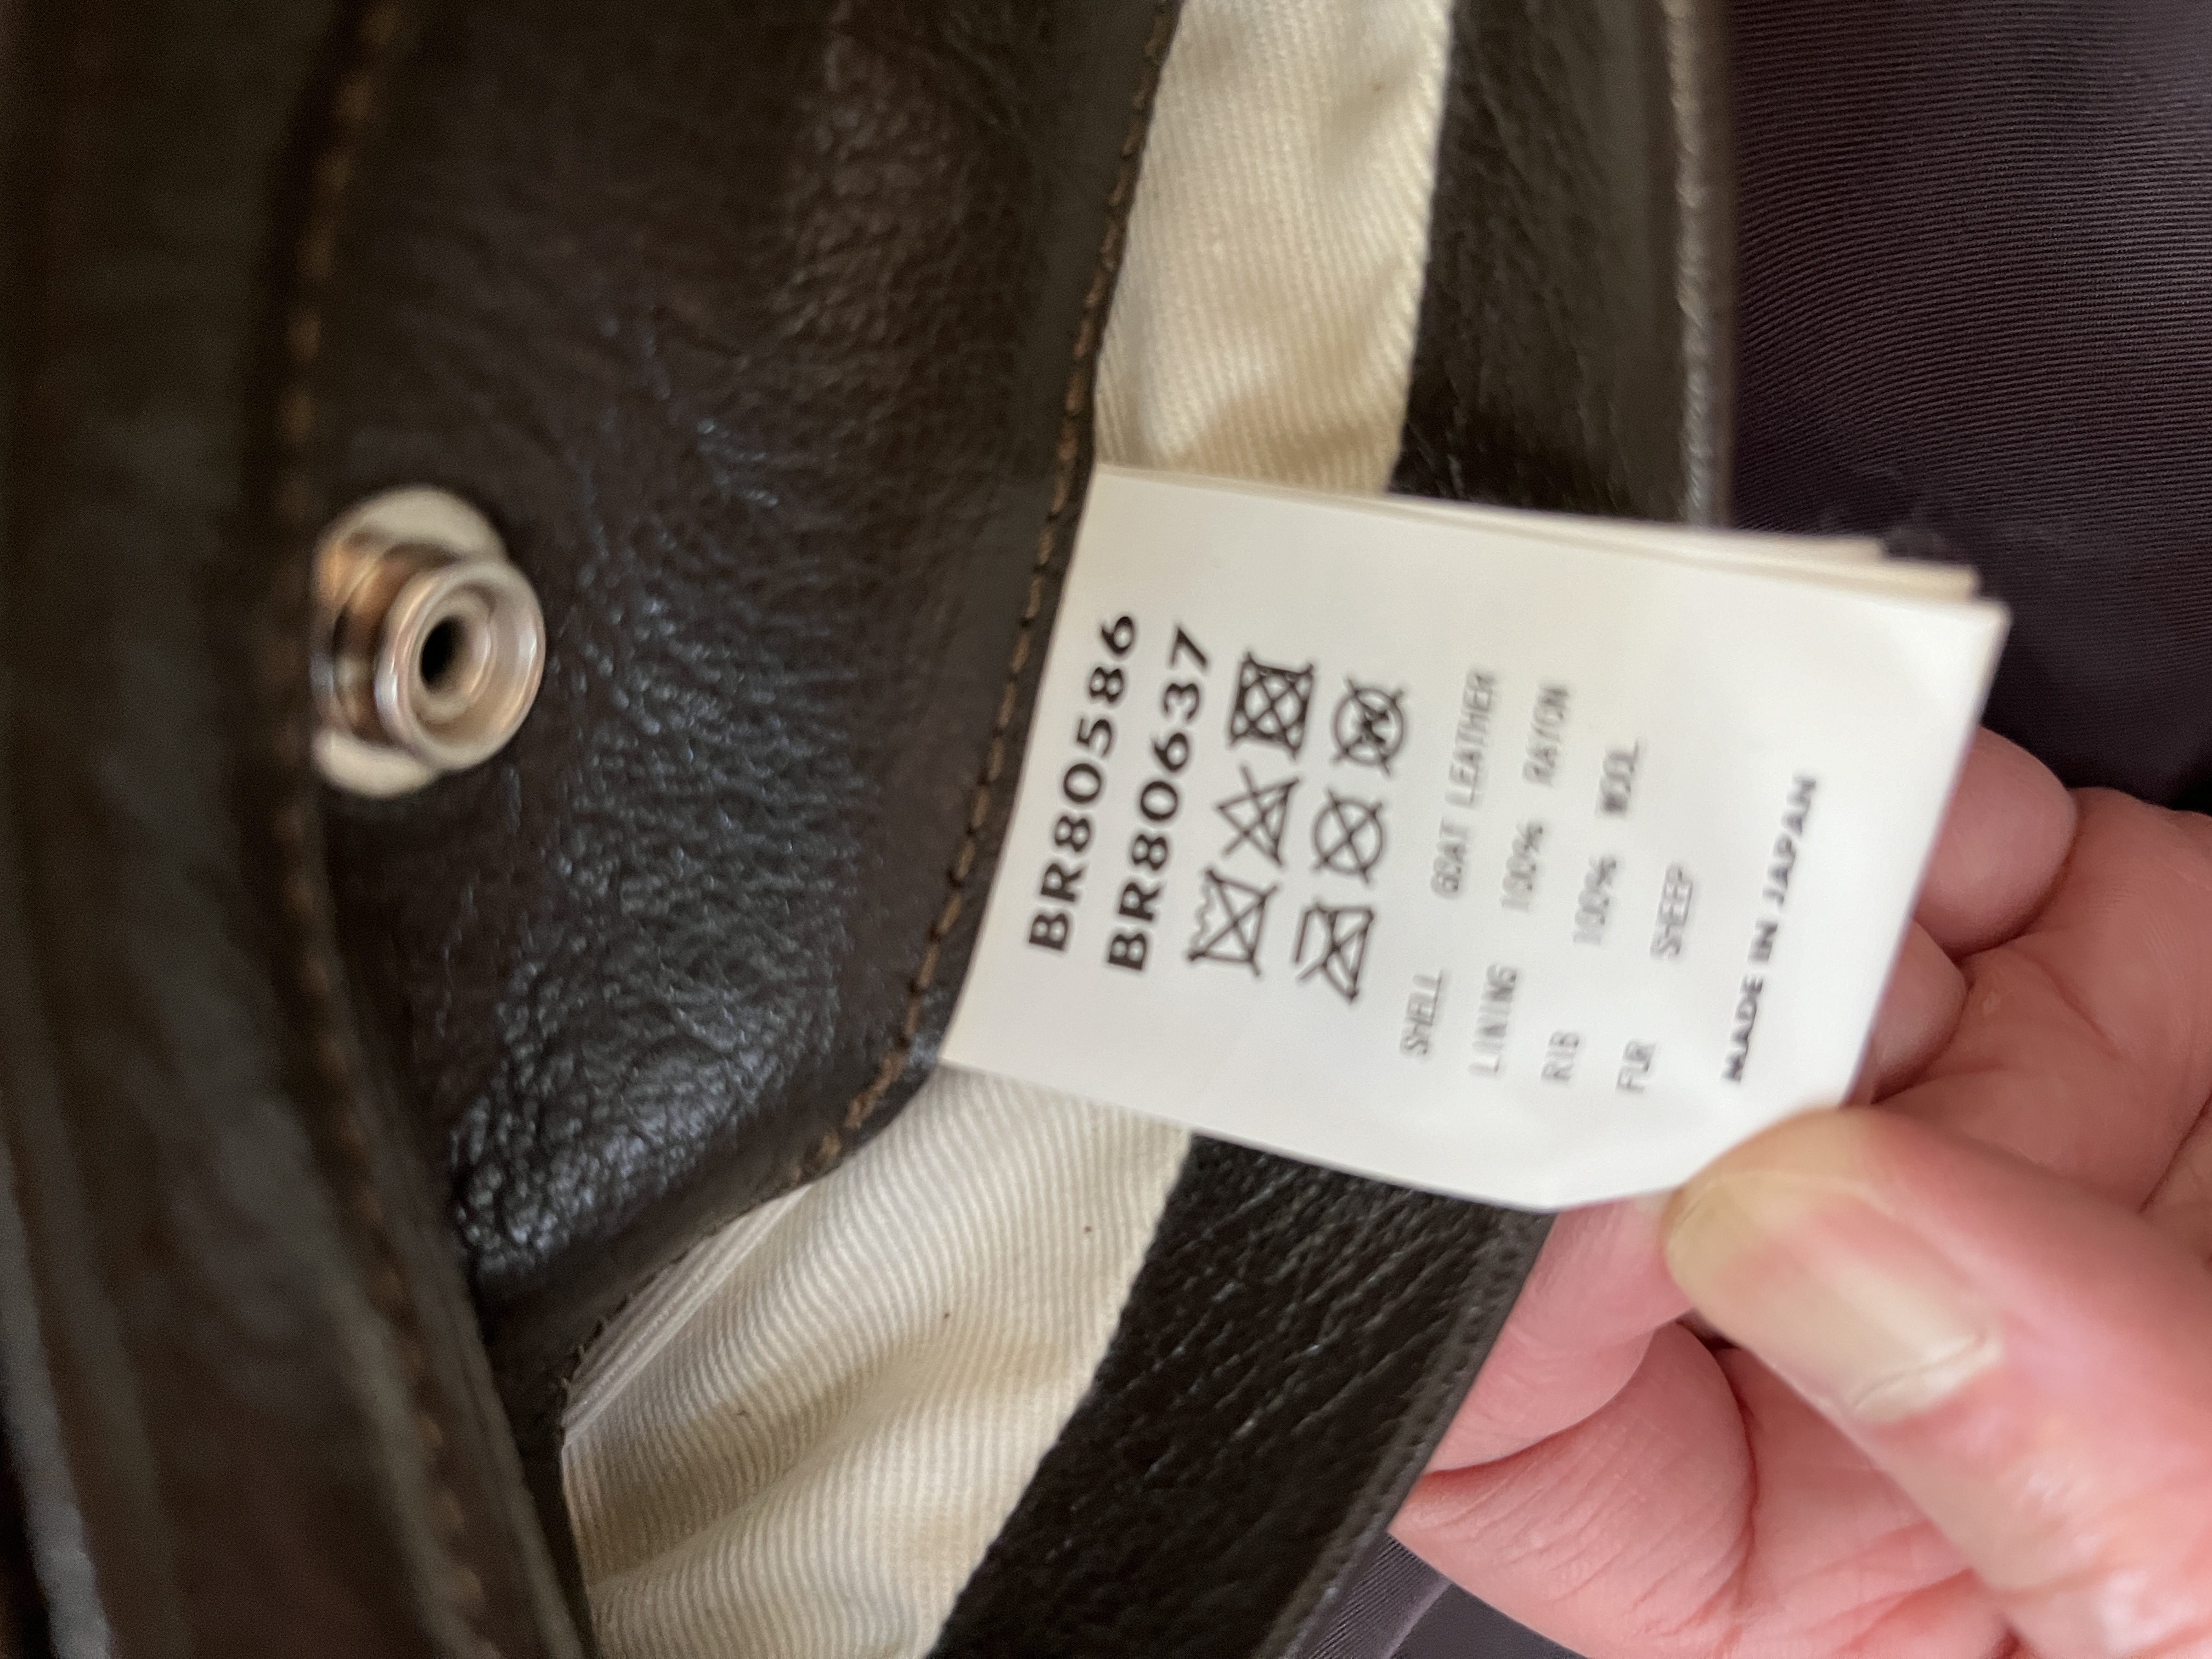 BR80586
BR80637
SHELL GOAT LEATHER
LINING 100% RAYON
RIB 100% WOOL
FUR SHEEP
MADE IN JAPAN